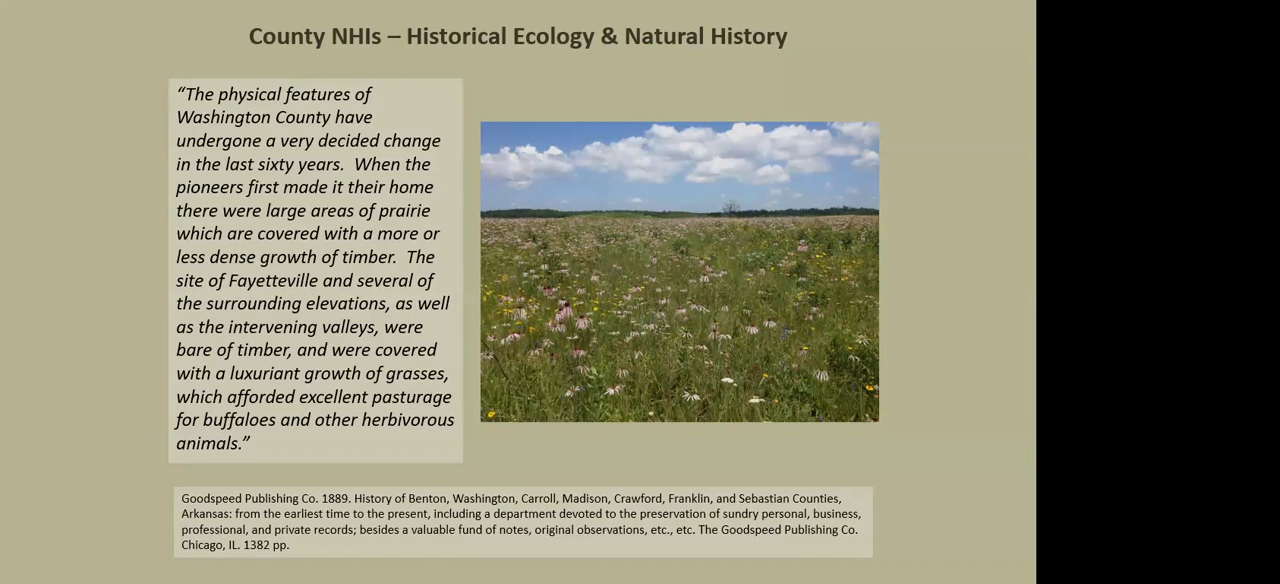 County NHIs – Historical Ecology & Natural History
“The physical features of
Washington County have
undergone a very decided change
in the last sixty years.  When the
pioneers first made it their home
there were large areas of prairie
which are covered with a more or
less dense growth of timber.  The
site of Fayetteville and several of
the surrounding elevations, as well
as the intervening valleys, were
bare of timber, and were covered
with a luxuriant growth of grasses,
which afforded excellent pasturage
for buffaloes and other herbivorous
animals.”
Goodspeed Publishing Co. 1889. History of Benton, Washington, Carroll, Madison, Crawford, Franklin, and Sebastian Counties,
Arkansas: from the earliest time to the present, including a department devoted to the preservation of sundry personal, business,
professional, and private records; besides a valuable fund of notes, original observations, etc., etc. The Goodspeed Publishing Co.
Chicago, IL. 1382 pp.